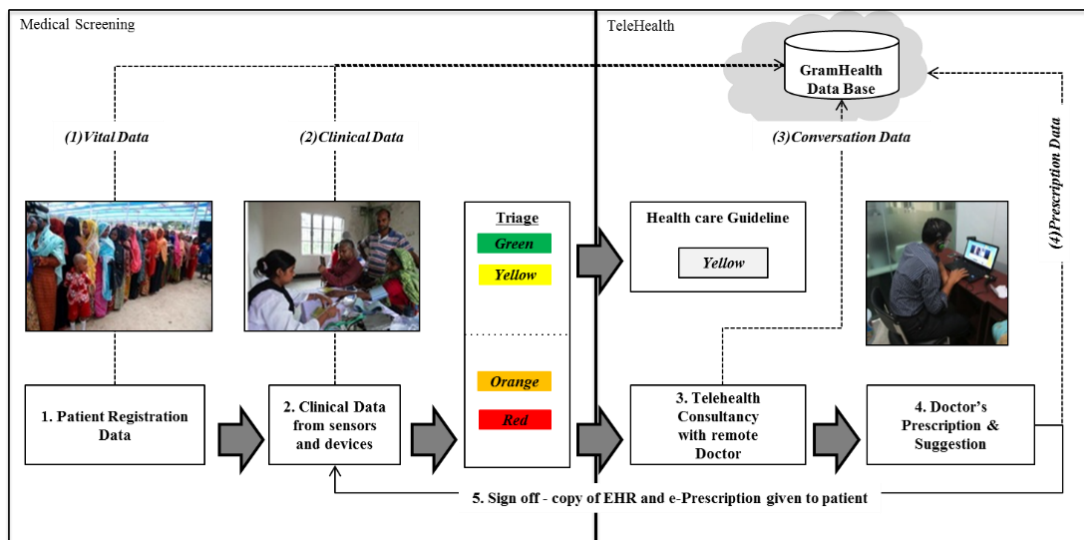 Medical Screening
TeleHealth
GramHealth
Data Base
(1)Vital Data
(2)Clinical Data
(3)Conversation Data
(4)Prescription Data
Triage
Green
Yellow
Orange
Red
Health care Guideline
Yellow
1. Patient Registration
Data
2. Clinical Data
from sensors
and devices
3. Telehealth
Consultancy
with remote
Doctor
4. Doctor's
Prescription &
Suggestion
5. Sign off - copy of EHR and e-Prescription given to patient